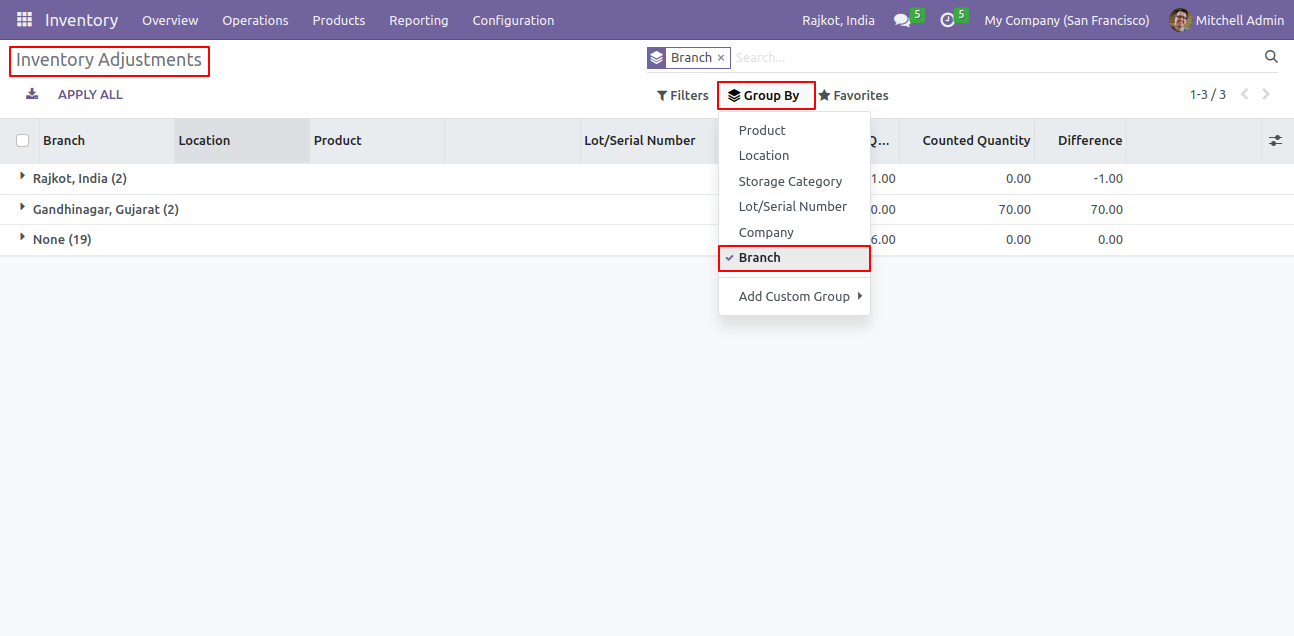 Inventory Overview Operations Products Reporting Configuration Rajkot, India 5 5 My Company (San Francisco) Mitchell Admin
Inventory Adjustments Branch × Search...
APPLY ALL Filters Group By Favorites 1-3 / 3
Branch Location Product Lot/Serial Number Q... Counted Quantity Difference
Rajkot, India (2) 1.00 0.00 -1.00
Gandhinagar, Gujarat (2) 0.00 70.00 70.00
None (19) 6.00 0.00 0.00
Product
Location
Storage Category
Lot/Serial Number
Company
Branch
Add Custom Group